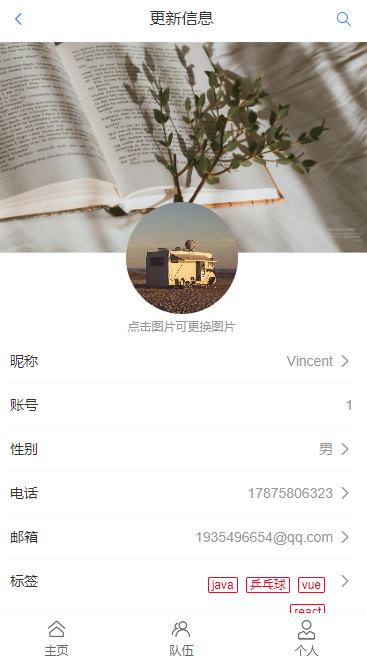 更新信息
点击图片可更换图片
昵称 Vincent
账号 1
性别 男
电话 17875806323
邮箱 1935496654@qq.com
标签 java 乒乓球 vue
react
主页 队伍 个人